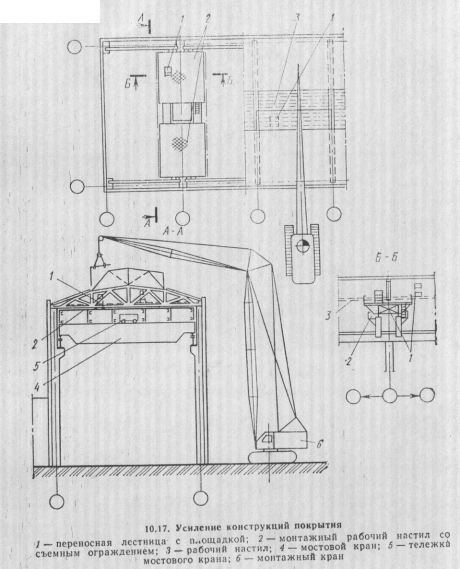 А
1
2
3
1
Б
Б
А
А - А
Б - Б
1
2
5
4
3
2
1
6
10.17. Усиление конструкций покрытия
1 — переносная лестница с площадкой; 2 — монтажный рабочий настил со
съемным ограждением; 3 — рабочий настил; 4 — мостовой кран; 5 — тележка
мостового крана; 6 — монтажный кран